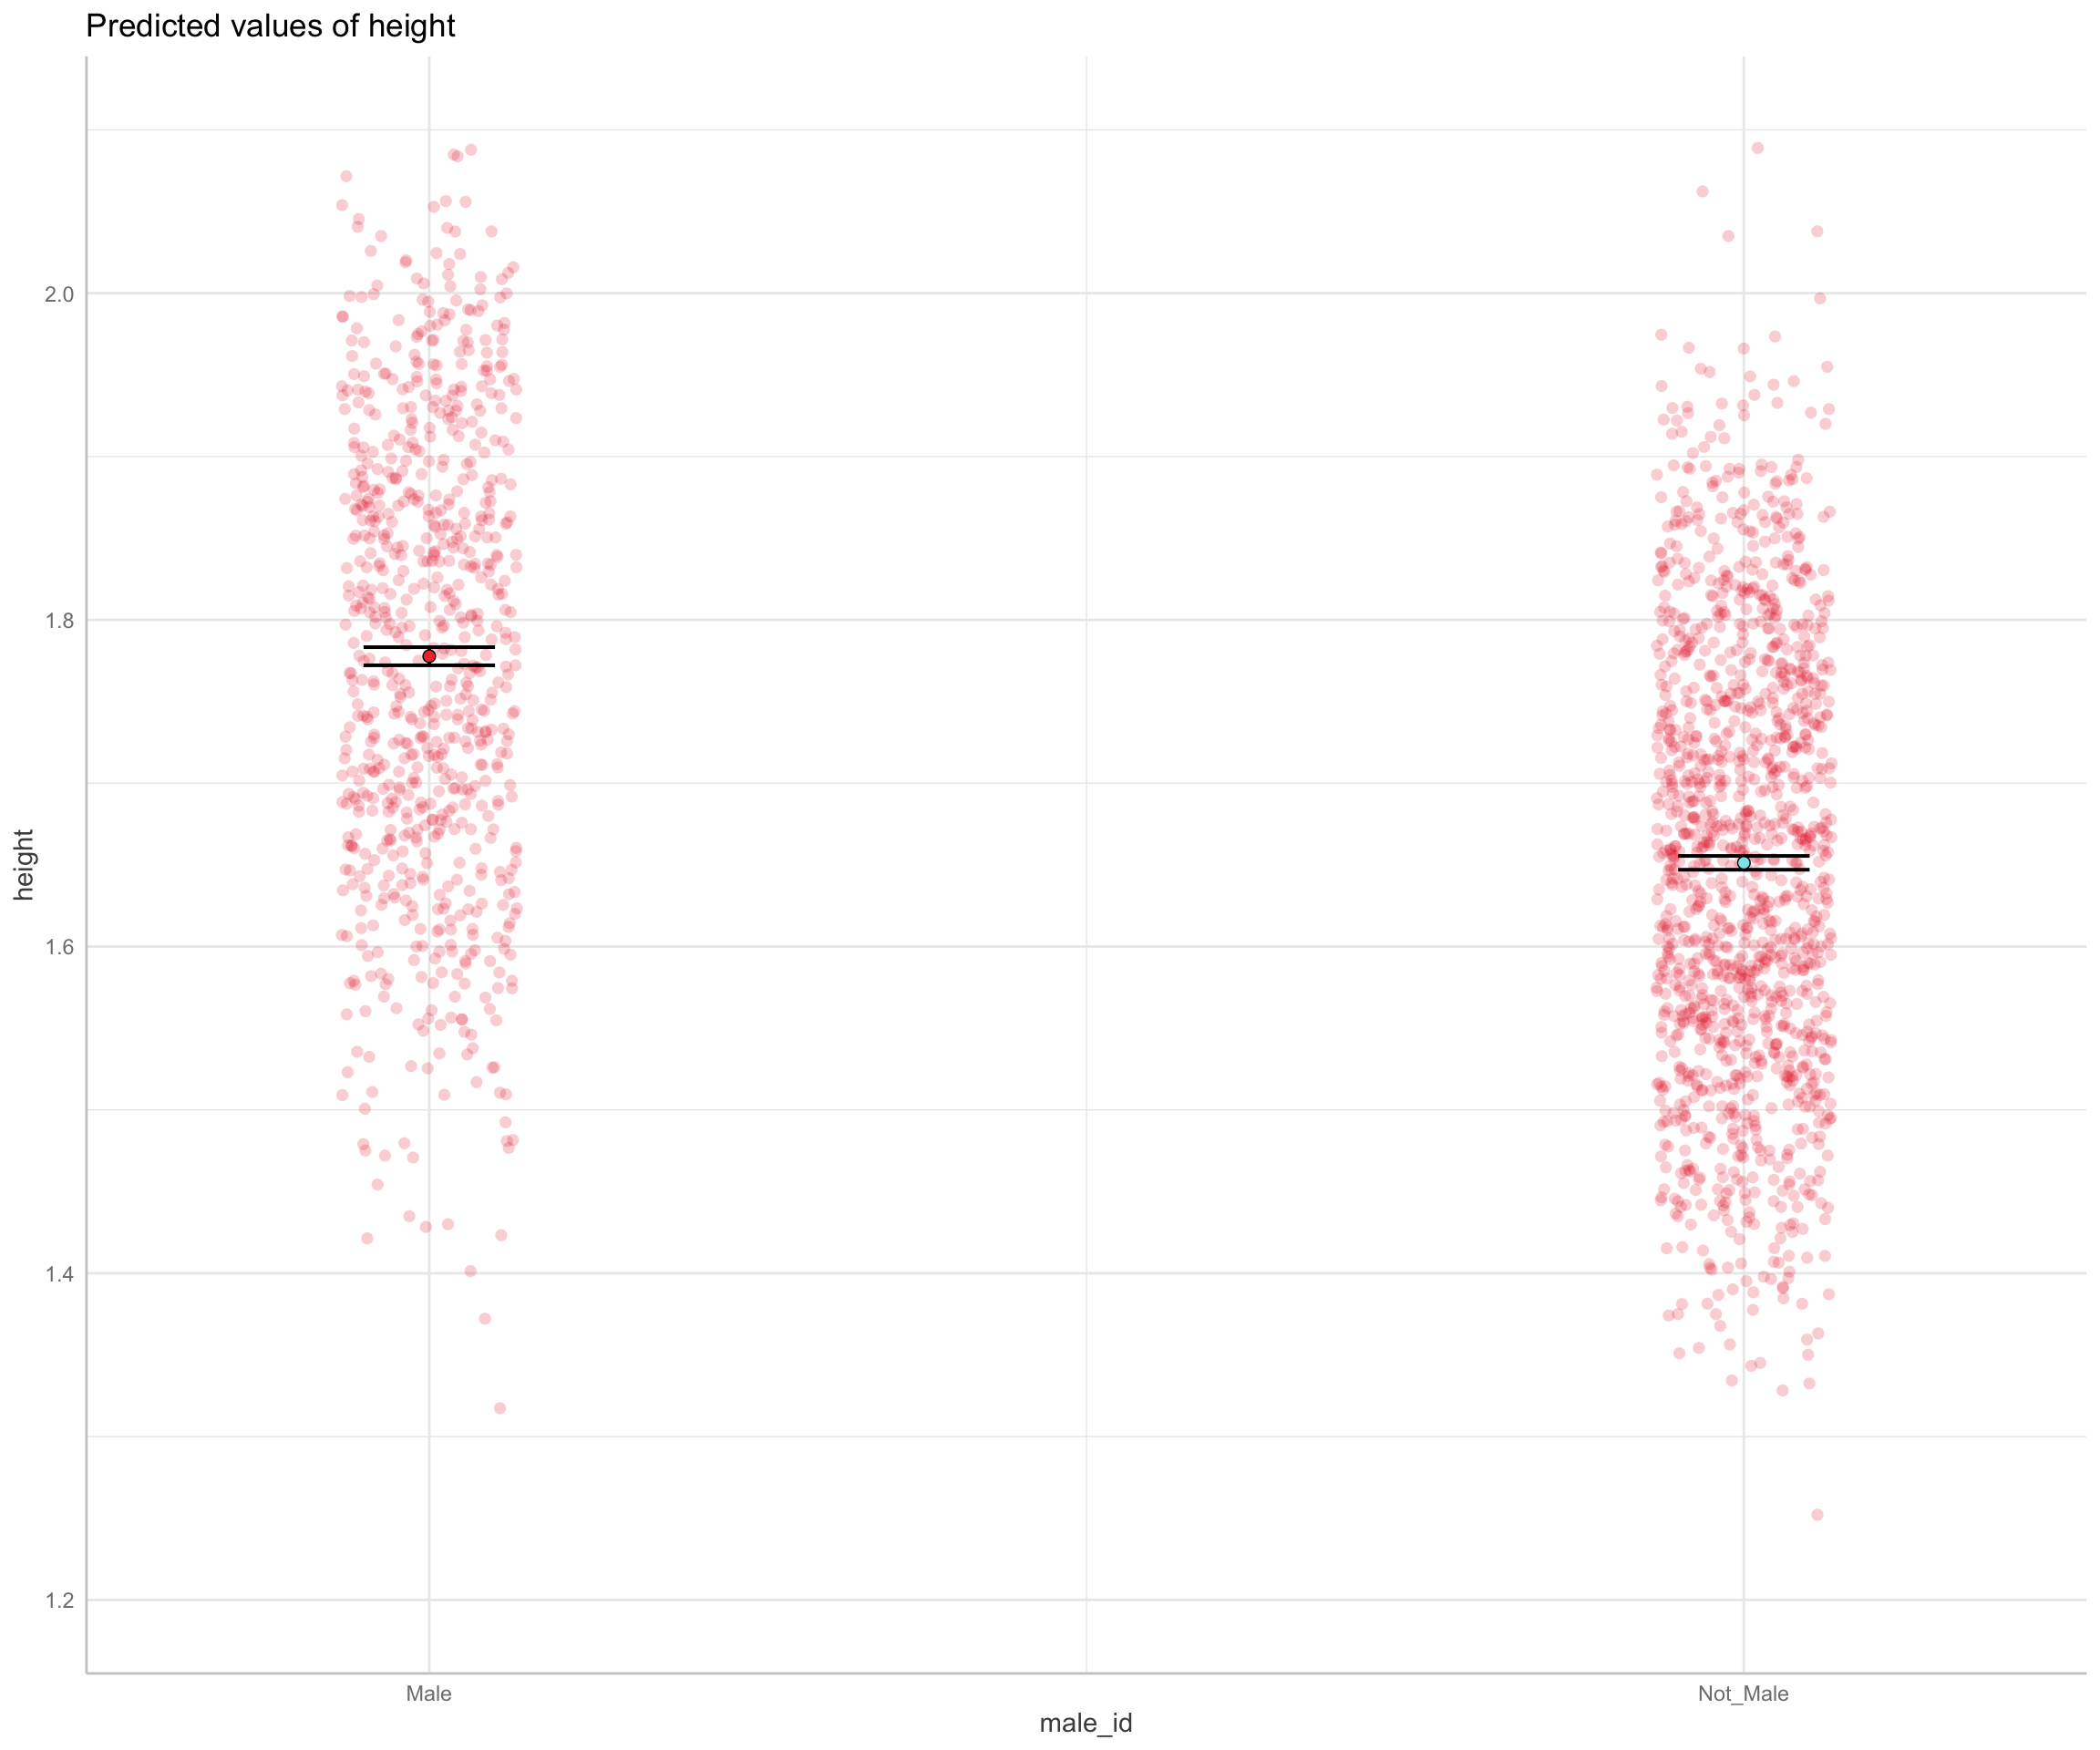 Predicted values of height
2.0
1.8
1.6
1.4
1.2
height
Male
Not_Male
male_id